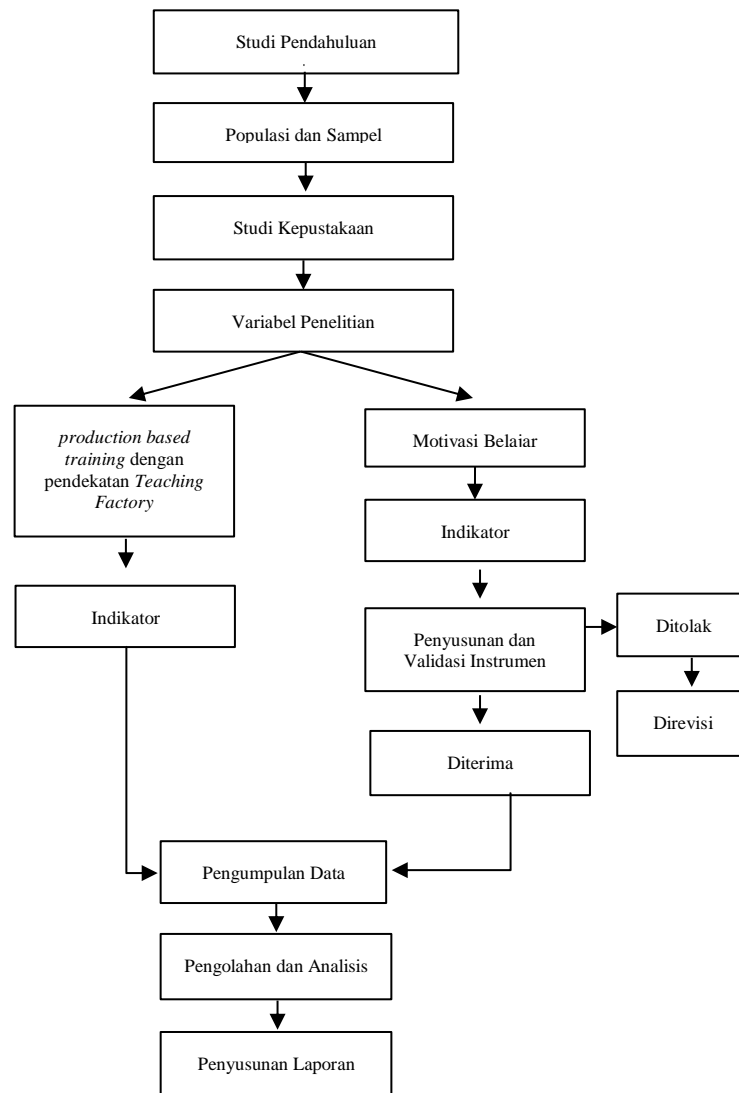 Studi Pendahuluan
.
Populasi dan Sampel
Studi Kepustakaan
Variabel Penelitian
production based
training dengan
pendekatan Teaching
Factory
Indikator
Motivasi Belajar
Indikator
Penyusunan dan
Validasi Instrumen
Ditolak
Direvisi
Diterima
Pengumpulan Data
Pengolahan dan Analisis
Penyusunan Laporan